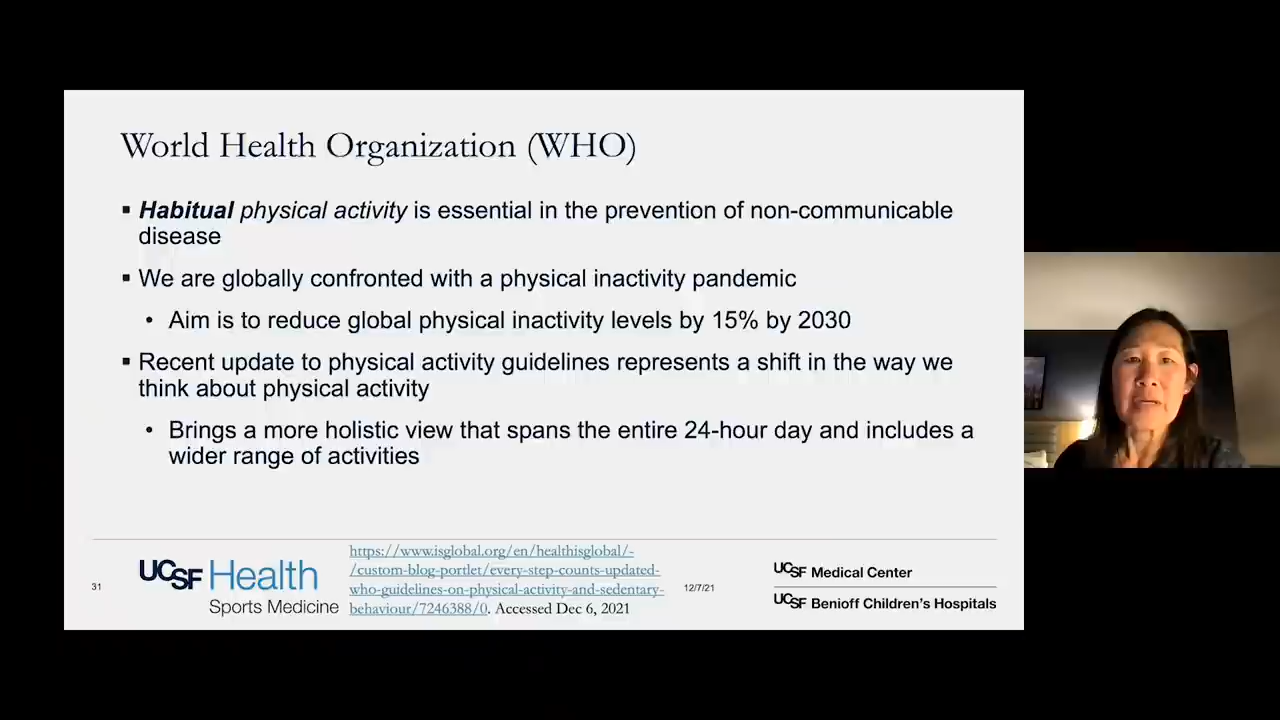 World Health Organization (WHO)
▪ Habitual physical activity is essential in the prevention of non-communicable
disease
▪ We are globally confronted with a physical inactivity pandemic
• Aim is to reduce global physical inactivity levels by 15% by 2030
▪ Recent update to physical activity guidelines represents a shift in the way we
think about physical activity
• Brings a more holistic view that spans the entire 24-hour day and includes a
wider range of activities
31
UCSF Health
Sports Medicine
https://www.isglobal.org/en/healthisglobal/-
/custom-blog-portlet/every-step-counts-updated-
who-guidelines-on-physical-activity-and-sedentary-
behaviour/7246388/0. Accessed Dec 6, 2021
12/7/21
UCSF Medical Center
UCSF Benioff Children's Hospitals